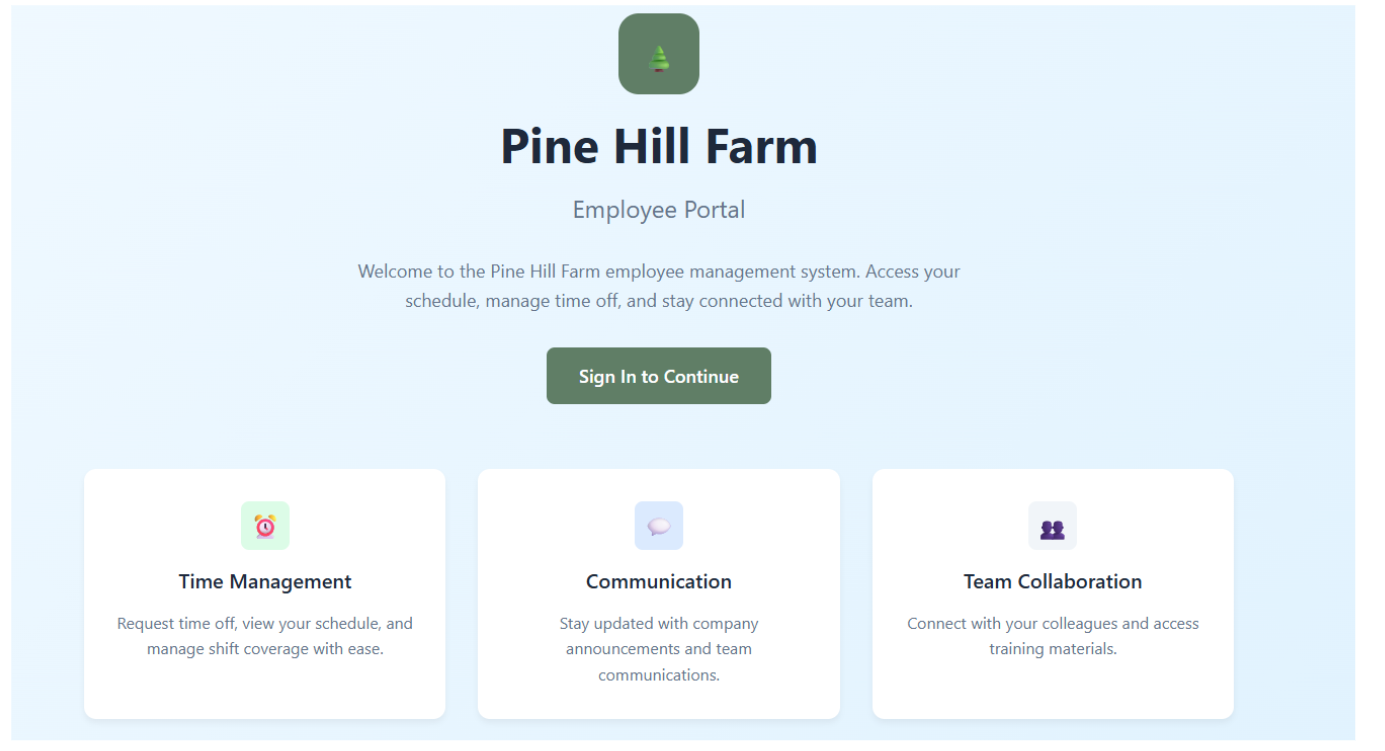 Pine Hill Farm
Employee Portal
Welcome to the Pine Hill Farm employee management system. Access your
schedule, manage time off, and stay connected with your team.
Sign In to Continue
Time Management
Request time off, view your schedule, and
manage shift coverage with ease.
Communication
Stay updated with company
announcements and team
communications.
Team Collaboration
Connect with your colleagues and access
training materials.